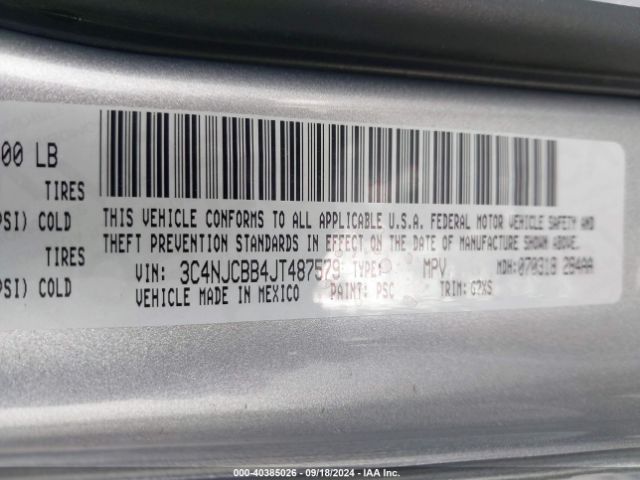 00 LB
TIRES
PSI) COLD
TIRES
PSI) COLD
THIS VEHICLE CONFORMS TO ALL APPLICABLE U.S.A. FEDERAL MOTOR VEHICLE SAFETY AND
THEFT PREVENTION STANDARDS IN EFFECT ON THE DATE OF MANUFACTURE SHOWN ABOVE.
VIN: 3C4NJCBB4JT487579 TYPE: MPV MDH:070318 284AA
VEHICLE MADE IN MEXICO PAINT: PSC TRIM: G7XS
000-40385026 - 09/18/2024 - IAA Inc.